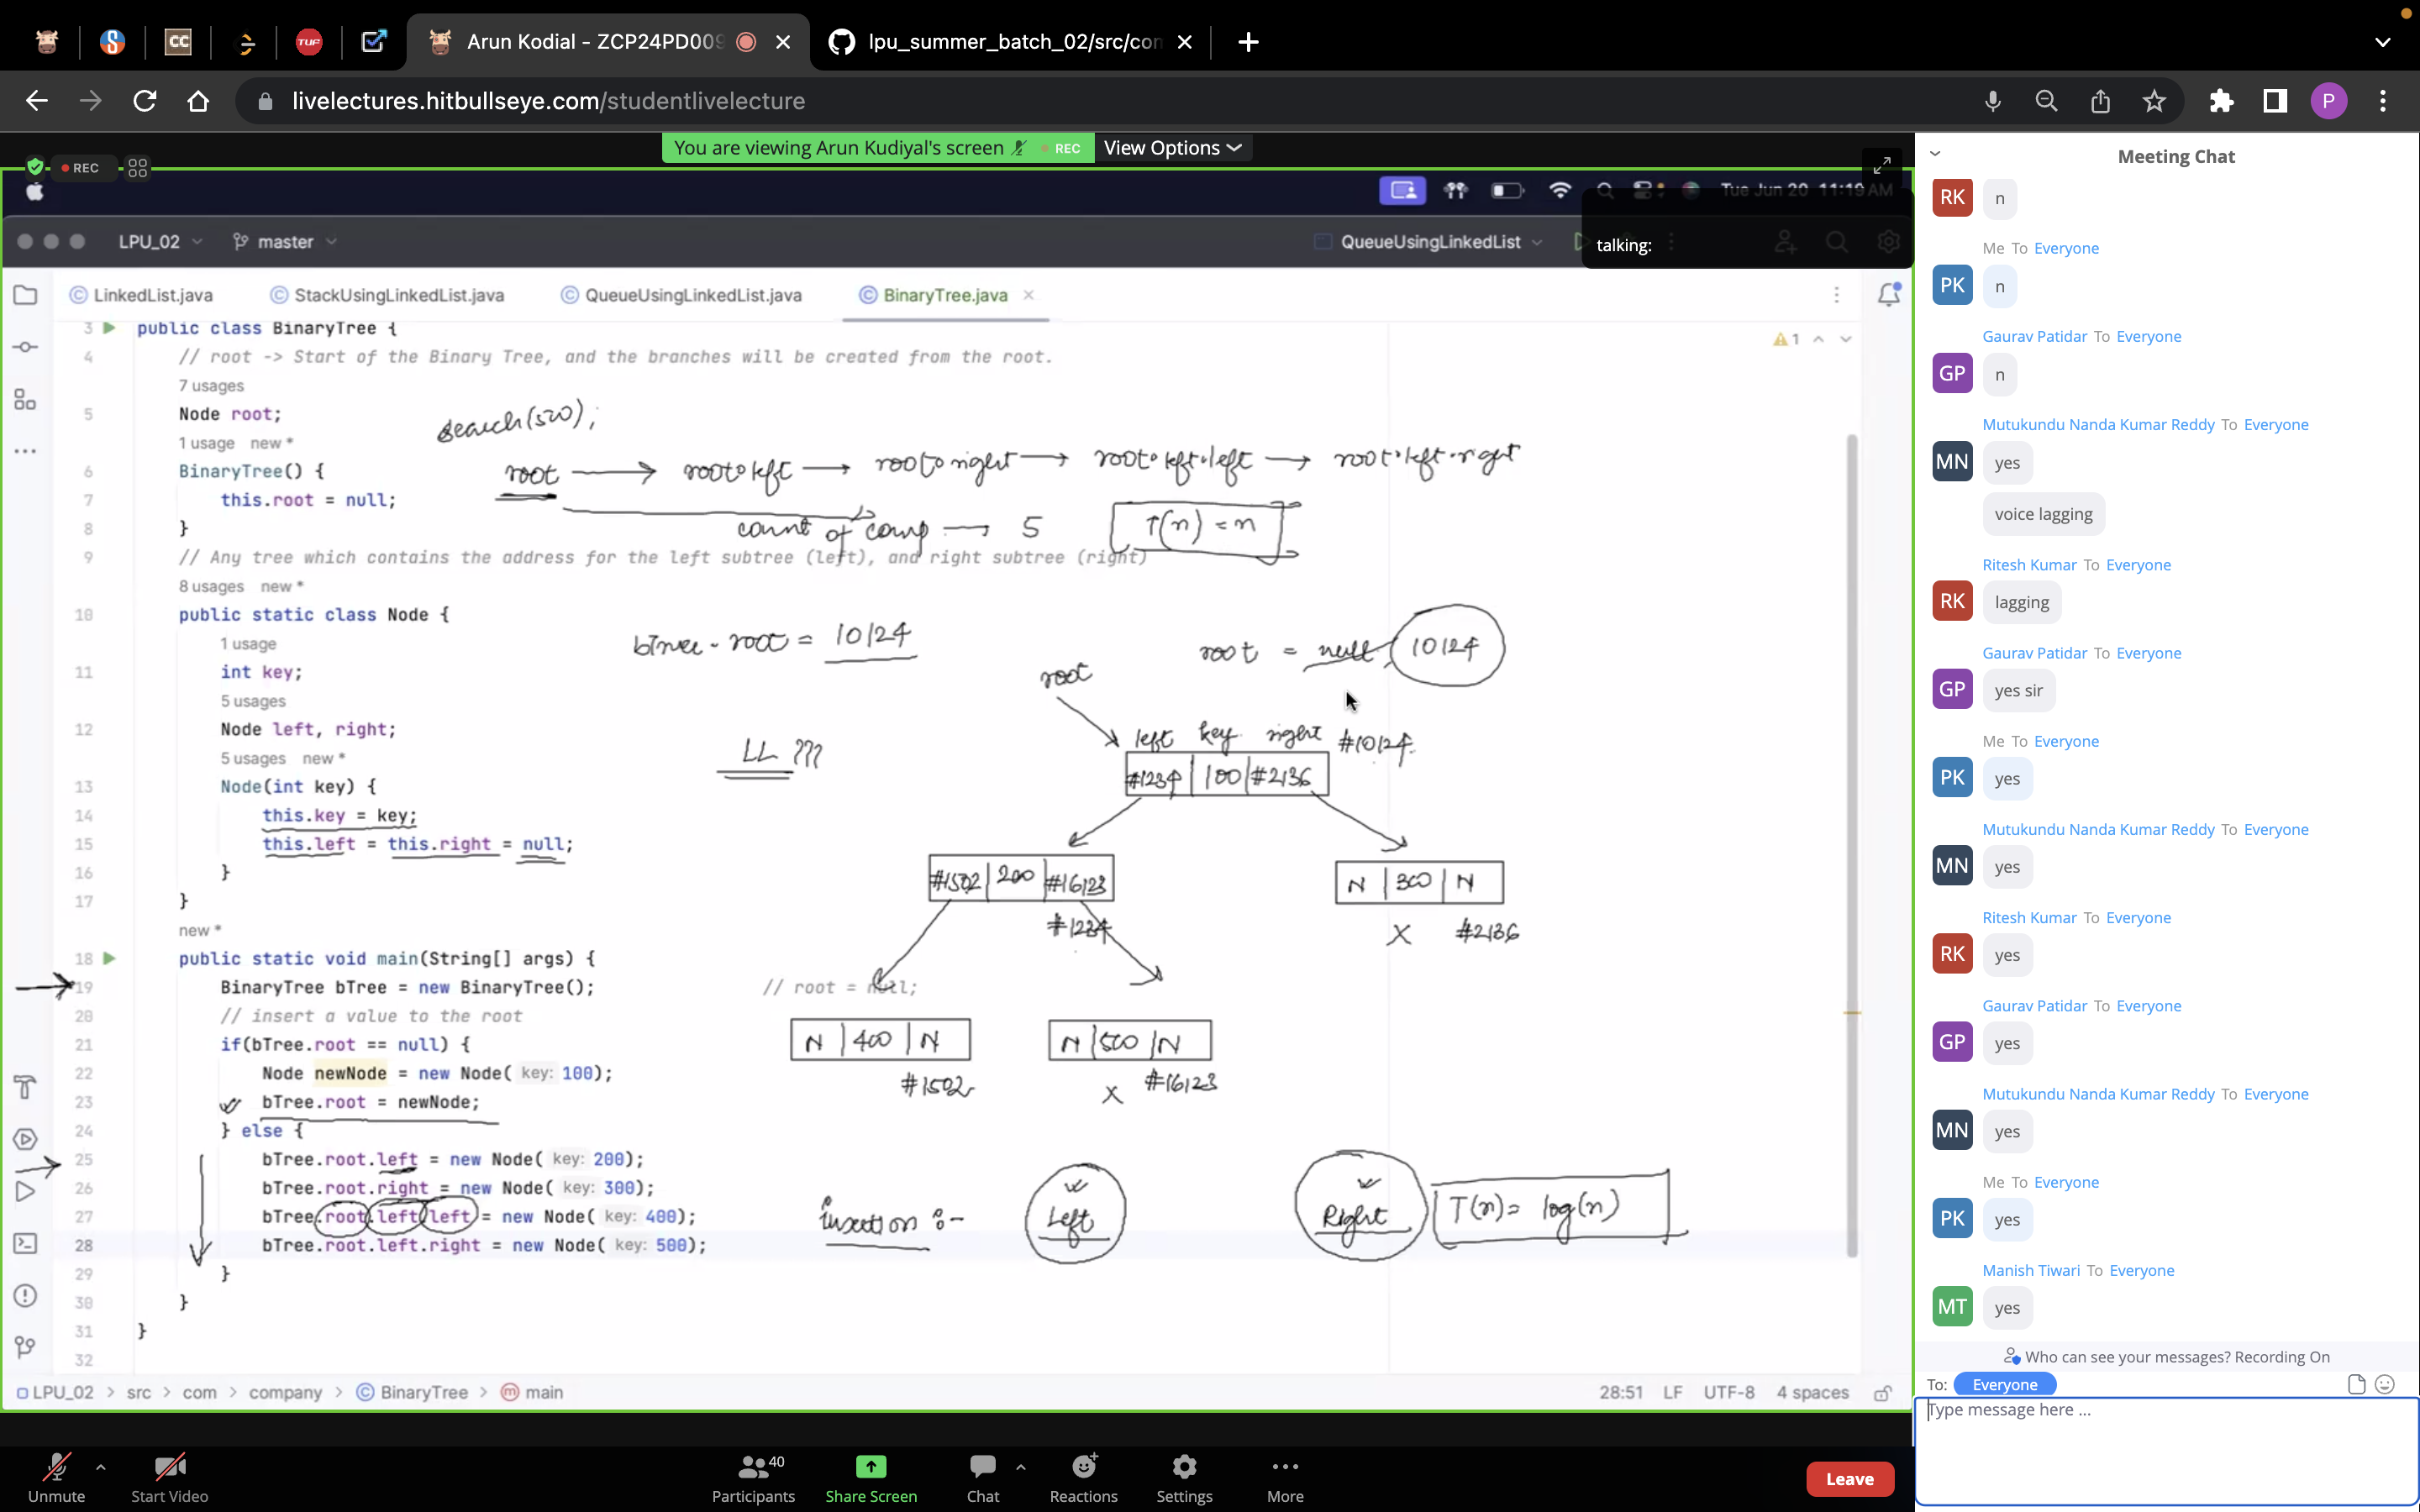 CC
TUF
Arun Kodial - ZCP24PD009
lpu_summer_batch_02/src/con
livelectures.hitbullseye.com/studentlivelecture
P
You are viewing Arun Kudiyal's screen
REC
View Options
REC
Tue Jun 20 11:19 AM
LPU_02
master
QueueUsingLinkedList
talking:
LinkedList.java
StackUsingLinkedList.java
QueueUsingLinkedList.java
BinaryTree.java
1
3 public class BinaryTree {
4 // root -> Start of the Binary Tree, and the branches will be created from the root.
7 usages
5 Node root;
search(500);
1 usage new *
6 BinaryTree() {
root → root.left → root.right → root.left.left → root.left.right
7 this.root = null;
8 }
count of comp → 5
T(n) = n
9 // Any tree which contains the address for the left subtree (left), and right subtree (right)
8 usages new *
10 public static class Node {
1 usage
bTree.root = 10124
root = null 10124
11 int key;
root
5 usages
12 Node left, right;
left key right #10124
5 usages new *
LL ???
13 Node(int key) {
#1234 | 100 | #2136
14 this.key = key;
15 this.left = this.right = null;
16 }
#1502 | 200 | #16123
N | 300 | N
17 }
#1234
X #2136
new *
18 public static void main(String[] args) {
19 BinaryTree bTree = new BinaryTree(); // root = null;
20 // insert a value to the root
21 if(bTree.root == null) {
N | 400 | N
N | 500 | N
22 Node newNode = new Node( key: 100);
#1502
X #16123
23 bTree.root = newNode;
24 } else {
25 bTree.root.left = new Node( key: 200);
26 bTree.root.right = new Node( key: 300);
27 bTree.root.left.left = new Node( key: 400);
insertion :- Left Right T(n) = log(n)
28 bTree.root.left.right = new Node( key: 500);
29 }
30 }
31 }
32
LPU_02 > src > com > company > BinaryTree > main
28:51 LF UTF-8 4 spaces
Meeting Chat
RK
n
Me To Everyone
PK
n
Gaurav Patidar To Everyone
GP
n
Mutukundu Nanda Kumar Reddy To Everyone
MN
yes
voice lagging
Ritesh Kumar To Everyone
RK
lagging
Gaurav Patidar To Everyone
GP
yes sir
Me To Everyone
PK
yes
Mutukundu Nanda Kumar Reddy To Everyone
MN
yes
Ritesh Kumar To Everyone
RK
yes
Gaurav Patidar To Everyone
GP
yes
Mutukundu Nanda Kumar Reddy To Everyone
MN
yes
Me To Everyone
PK
yes
Manish Tiwari To Everyone
MT
yes
Who can see your messages? Recording On
To: Everyone
Type message here ...
Unmute
Start Video
40
Participants
Share Screen
Chat
Reactions
Settings
More
Leave